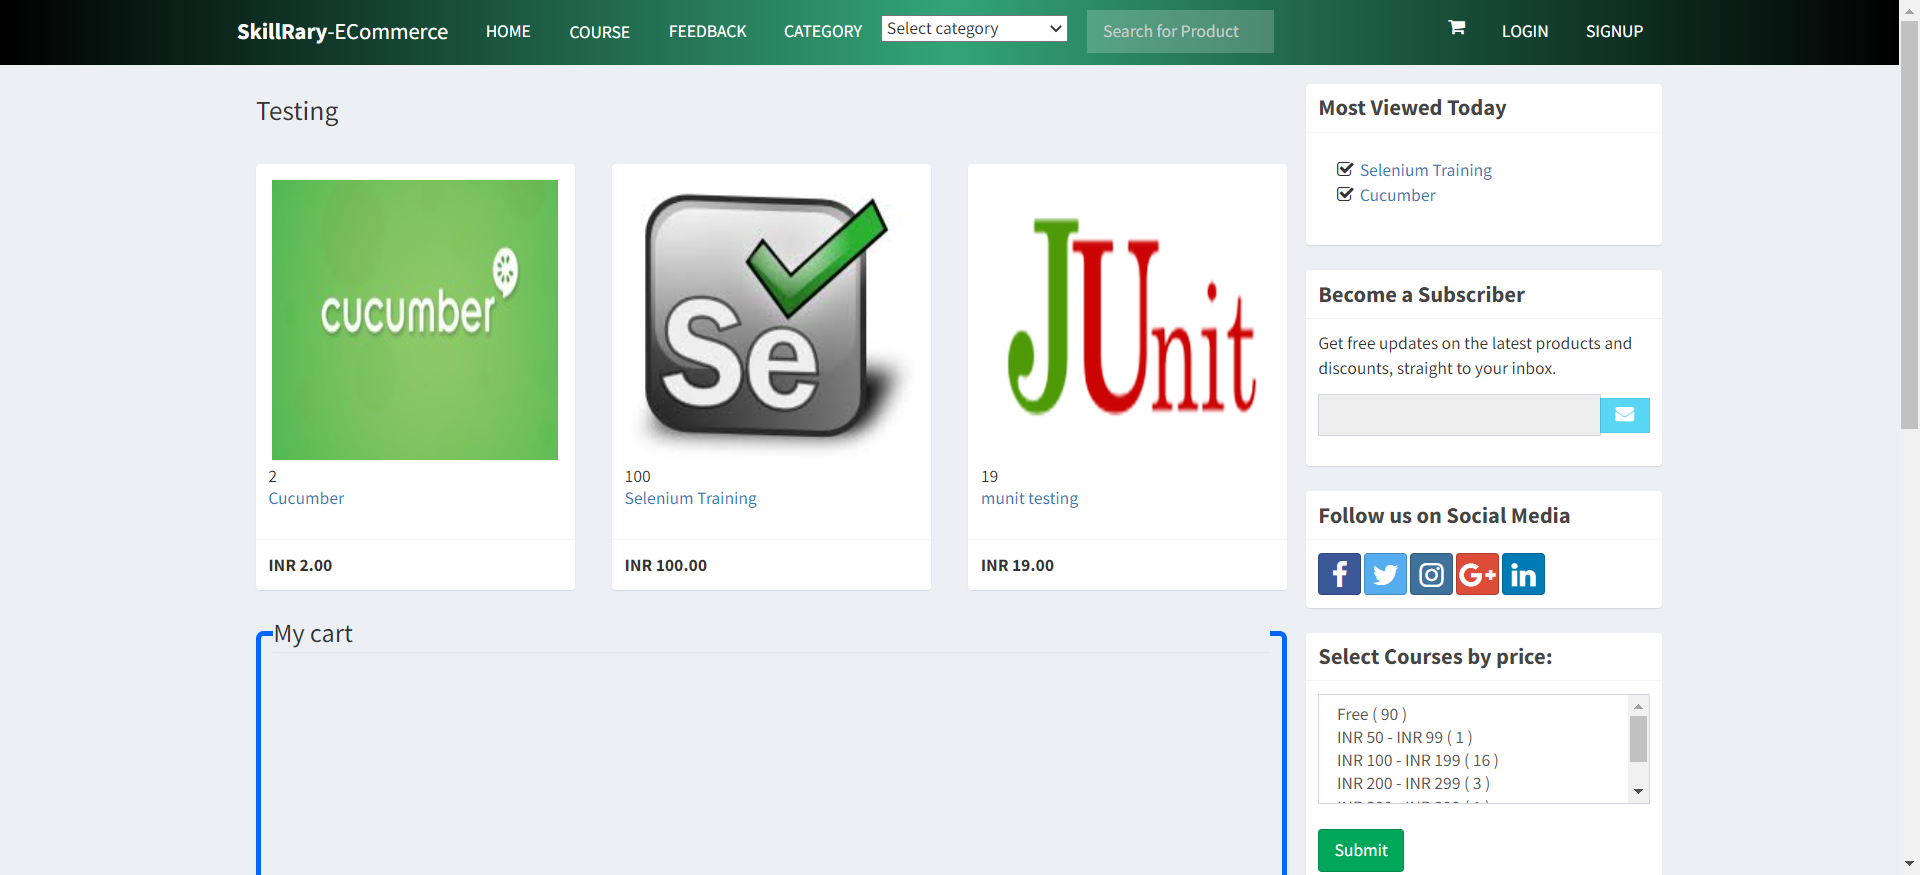 SkillRary-ECommerce HOME COURSE FEEDBACK CATEGORY Select category Search for Product LOGIN SIGNUP
Testing
cucumber
Se
JUnit
2
Cucumber
INR 2.00
100
Selenium Training
INR 100.00
19
munit testing
INR 19.00
My cart
Most Viewed Today
Selenium Training
Cucumber
Become a Subscriber
Get free updates on the latest products and
discounts, straight to your inbox.
Follow us on Social Media
f
G+
in
Select Courses by price:
Free ( 90 )
INR 50 - INR 99 ( 1 )
INR 100 - INR 199 ( 16 )
INR 200 - INR 299 ( 3 )
Submit